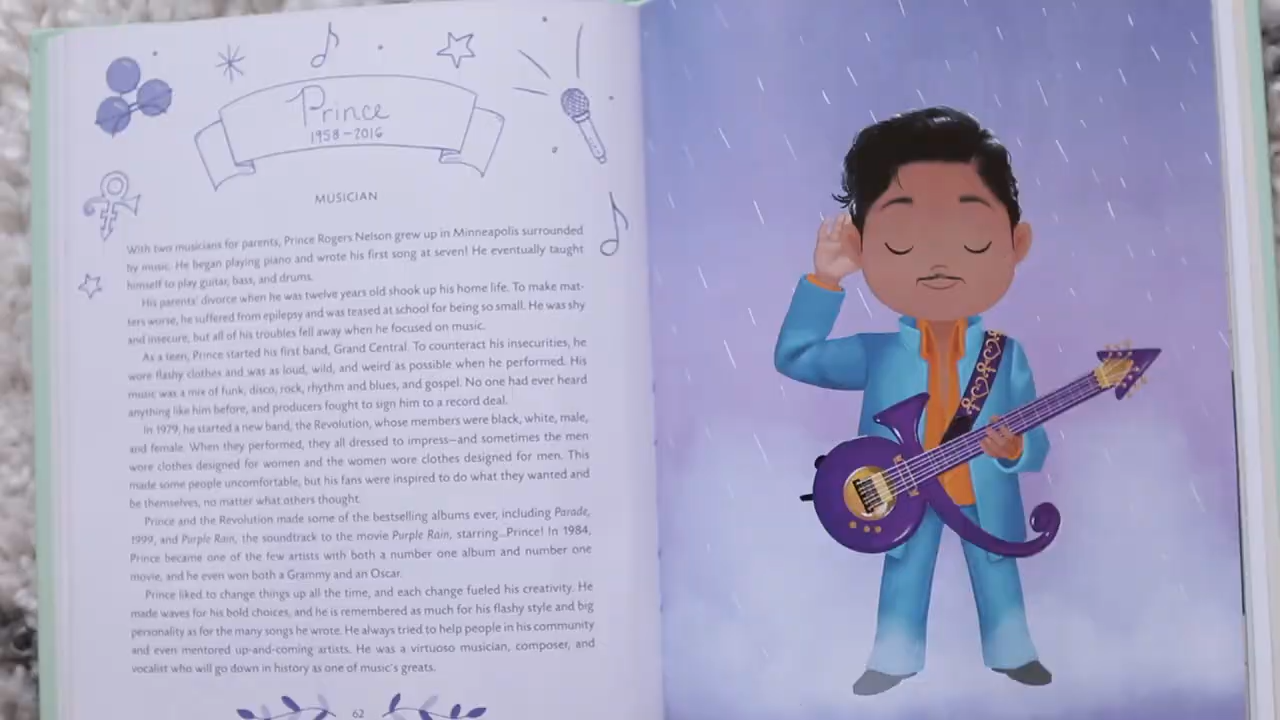 Prince
1958-2016
MUSICIAN
With two musicians for parents, Prince Rogers Nelson grew up in Minneapolis surrounded
by music. He began playing piano and wrote his first song at seven! He eventually taught
himself to play guitar, bass, and drums.
His parents' divorce when he was twelve years old shook up his home life. To make mat-
ters worse, he suffered from epilepsy and was teased at school for being so small. He was shy
and insecure, but all of his troubles fell away when he focused on music.
As a teen, Prince started his first band, Grand Central. To counteract his insecurities, he
wore flashy clothes and was as loud, wild, and weird as possible when he performed. His
music was a mix of funk, disco, rock, rhythm and blues, and gospel. No one had ever heard
anything like him before, and producers fought to sign him to a record deal.
In 1979, he started a new band, the Revolution, whose members were black, white, male,
and female. When they performed, they all dressed to impress—and sometimes the men
wore clothes designed for women and the women wore clothes designed for men. This
made some people uncomfortable, but his fans were inspired to do what they wanted and
be themselves, no matter what others thought.
Prince and the Revolution made some of the bestselling albums ever, including Parade,
1999, and Purple Rain, the soundtrack to the movie Purple Rain, starring...Prince! In 1984,
Prince became one of the few artists with both a number one album and number one
movie, and he even won both a Grammy and an Oscar.
Prince liked to change things up all the time, and each change fueled his creativity. He
made waves for his bold choices, and he is remembered as much for his flashy style and big
personality as for the many songs he wrote. He always tried to help people in his community
and even mentored up-and-coming artists. He was a virtuoso musician, composer, and
vocalist who will go down in history as one of music's greats.
62